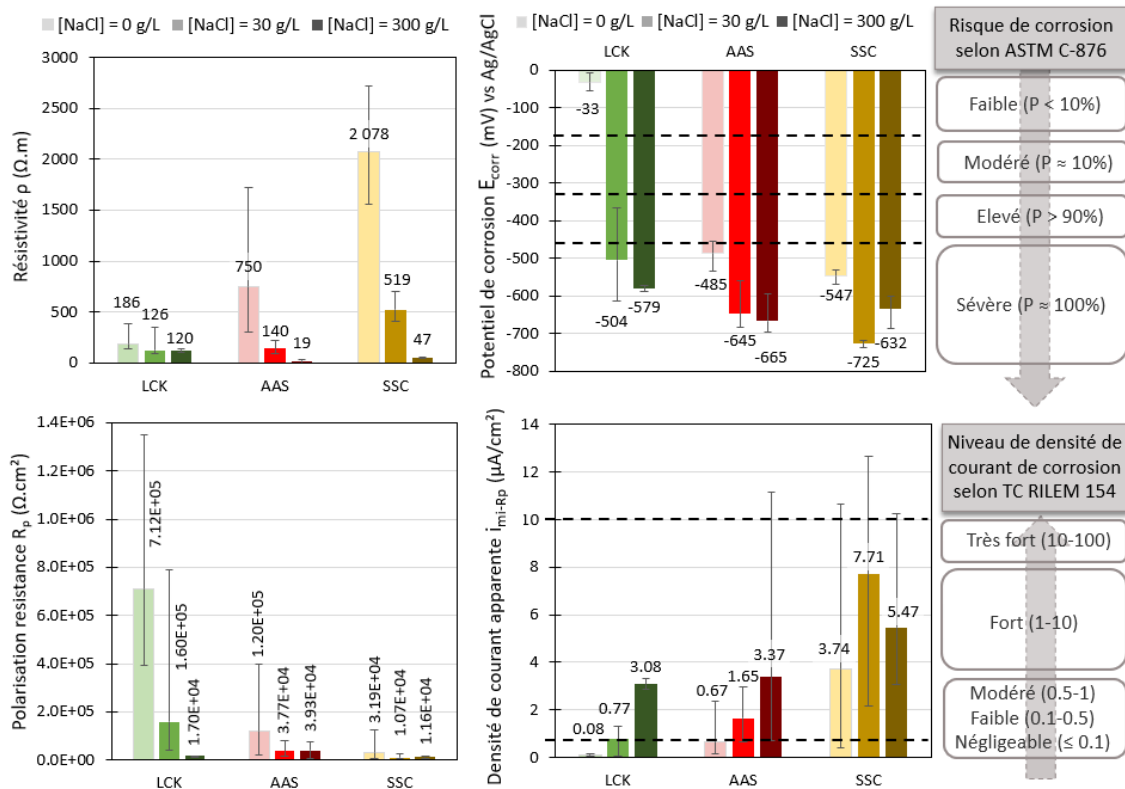 [NaCl] = 0 g/L [NaCl] = 30 g/L [NaCl] = 300 g/L
Résistivité ρ (Ω.m)
3000
2500
2000
1500
1000
500
0
186
126
120
750
140
19
2 078
519
47
LCK AAS SSC
[NaCl] = 0 g/L [NaCl] = 30 g/L [NaCl] = 300 g/L
LCK AAS SSC
Potentiel de corrosion Ecorr (mV) vs Ag/AgCl
0
-100
-200
-300
-400
-500
-600
-700
-800
-33
-504
-579
-485
-645
-665
-547
-725
-632
Risque de corrosion
selon ASTM C-876
Faible (P < 10%)
Modéré (P ≈ 10%)
Elevé (P > 90%)
Sévère (P ≈ 100%)
Polarisation resistance Rp (Ω.cm²)
1.4E+06
1.2E+06
1.0E+06
8.0E+05
6.0E+05
4.0E+05
2.0E+05
0.0E+00
7.12E+05
1.60E+05
1.70E+04
1.20E+05
3.77E+04
3.93E+04
3.19E+04
1.07E+04
1.16E+04
LCK AAS SSC
Densité de courant apparente imi-Rp (µA/cm²)
14
12
10
8
6
4
2
0
0.08
0.77
3.08
0.67
1.65
3.37
3.74
7.71
5.47
LCK AAS SSC
Niveau de densité de
courant de corrosion
selon TC RILEM 154
Très fort (10-100)
Fort (1-10)
Modéré (0.5-1)
Faible (0.1-0.5)
Négligeable (≤ 0.1)